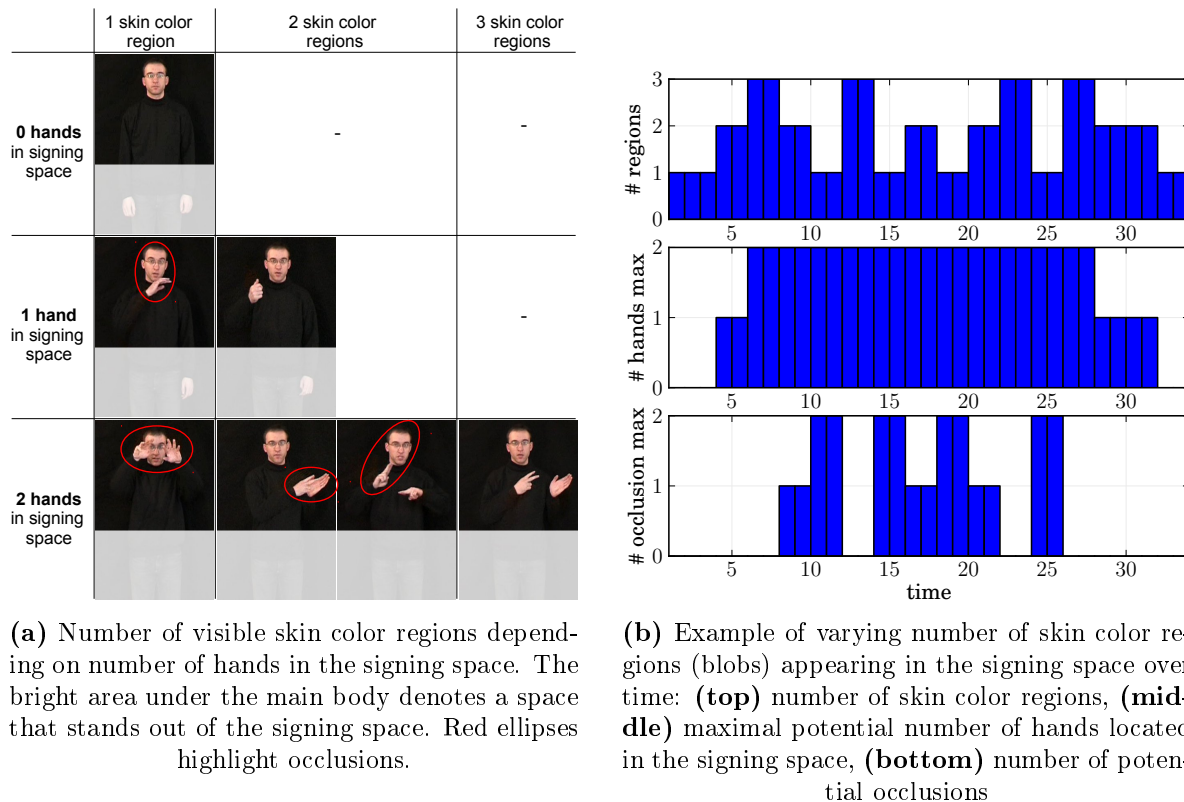 1 skin color
region
2 skin color
regions
3 skin color
regions
0 hands
in signing
space
-
-
1 hand
in signing
space
-
2 hands
in signing
space
(a) Number of visible skin color regions depend-
ing on number of hands in the signing space. The
bright area under the main body denotes a space
that stands out of the signing space. Red ellipses
highlight occlusions.
# regions
3
2
1
0
5 10 15 20 25 30
# hands max
2
1
0
5 10 15 20 25 30
# occlusion max
2
1
0
5 10 15 20 25 30
time
(b) Example of varying number of skin color re-
gions (blobs) appearing in the signing space over
time: (top) number of skin color regions, (mid-
dle) maximal potential number of hands located
in the signing space, (bottom) number of poten-
tial occlusions